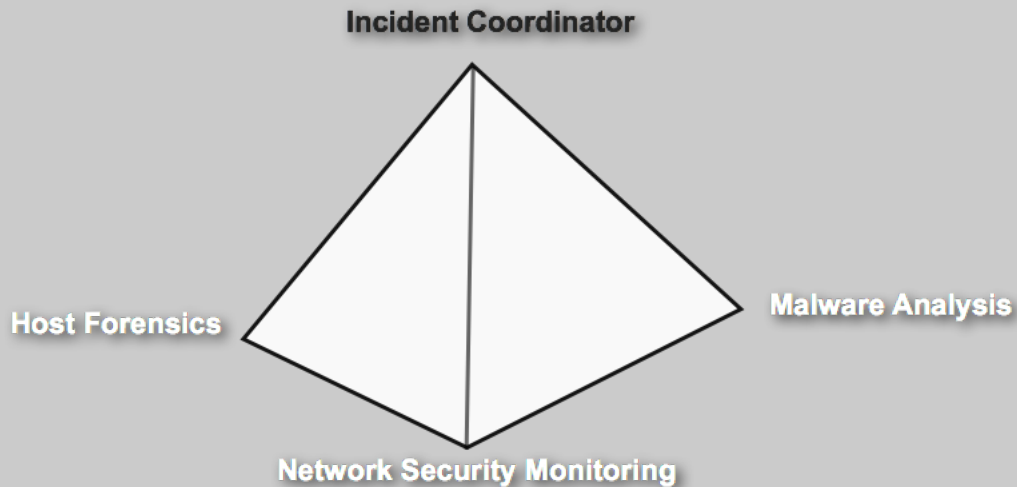 Incident Coordinator
Host Forensics
Malware Analysis
Network Security Monitoring